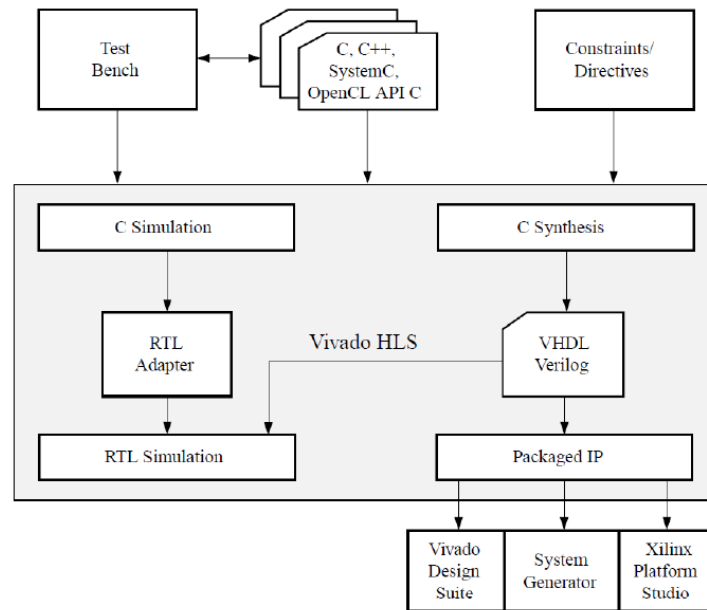 Test
Bench
C, C++,
SystemC,
OpenCL API C
Constraints/
Directives
C Simulation
C Synthesis
RTL
Adapter
Vivado HLS
VHDL
Verilog
RTL Simulation
Packaged IP
Vivado
Design
Suite
System
Generator
Xilinx
Platform
Studio